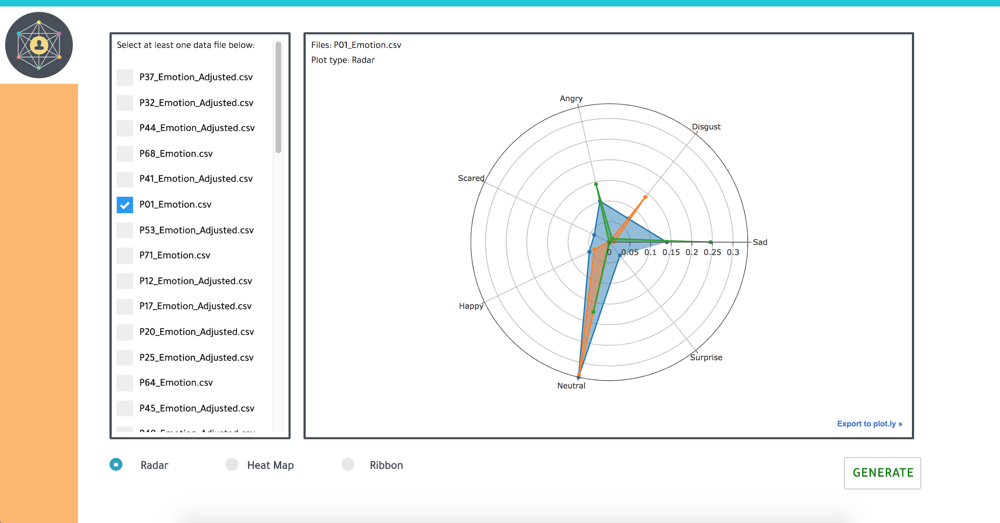 Select at least one data file below:
P37_Emotion_Adjusted.csv
P32_Emotion_Adjusted.csv
P44_Emotion_Adjusted.csv
P68_Emotion.csv
P41_Emotion_Adjusted.csv
P01_Emotion.csv
P53_Emotion_Adjusted.csv
P71_Emotion.csv
P12_Emotion_Adjusted.csv
P17_Emotion_Adjusted.csv
P20_Emotion_Adjusted.csv
P25_Emotion_Adjusted.csv
P64_Emotion.csv
P45_Emotion_Adjusted.csv
Files: P01_Emotion.csv
Plot type: Radar
Angry
Disgust
Scared
Sad
0 0.05 0.1 0.15 0.2 0.25 0.3
Happy
Surprise
Neutral
Export to plot.ly »
Radar
Heat Map
Ribbon
GENERATE